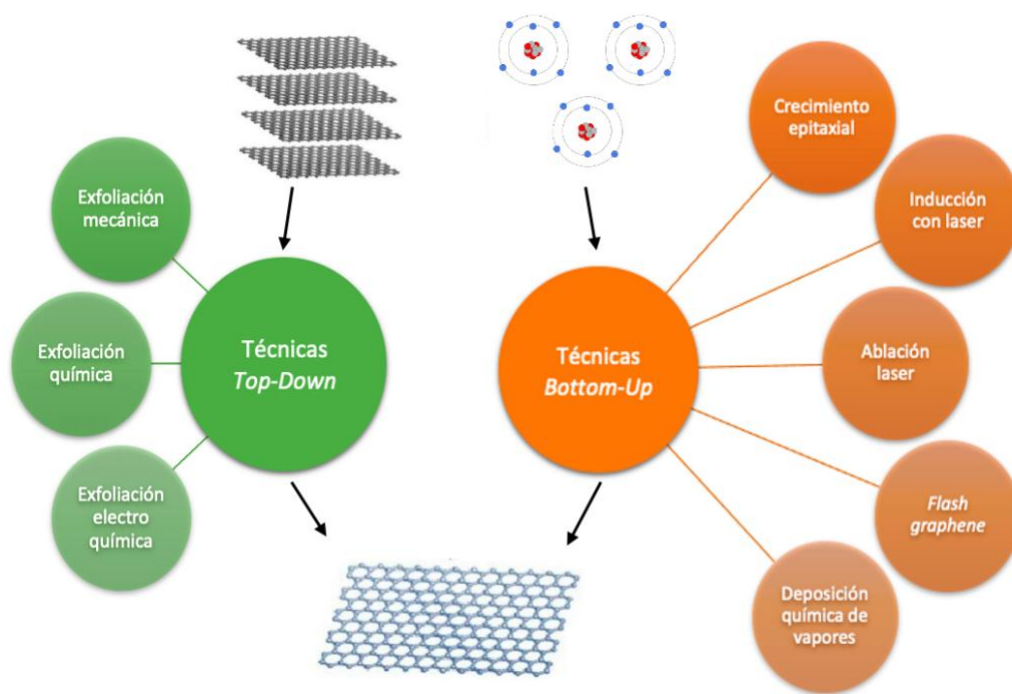 Exfoliación
mecánica
Exfoliación
química
Exfoliación
electro
química
Técnicas
Top-Down
Técnicas
Bottom-Up
Crecimiento
epitaxial
Inducción
con laser
Ablación
laser
Flash
graphene
Deposición
química de
vapores